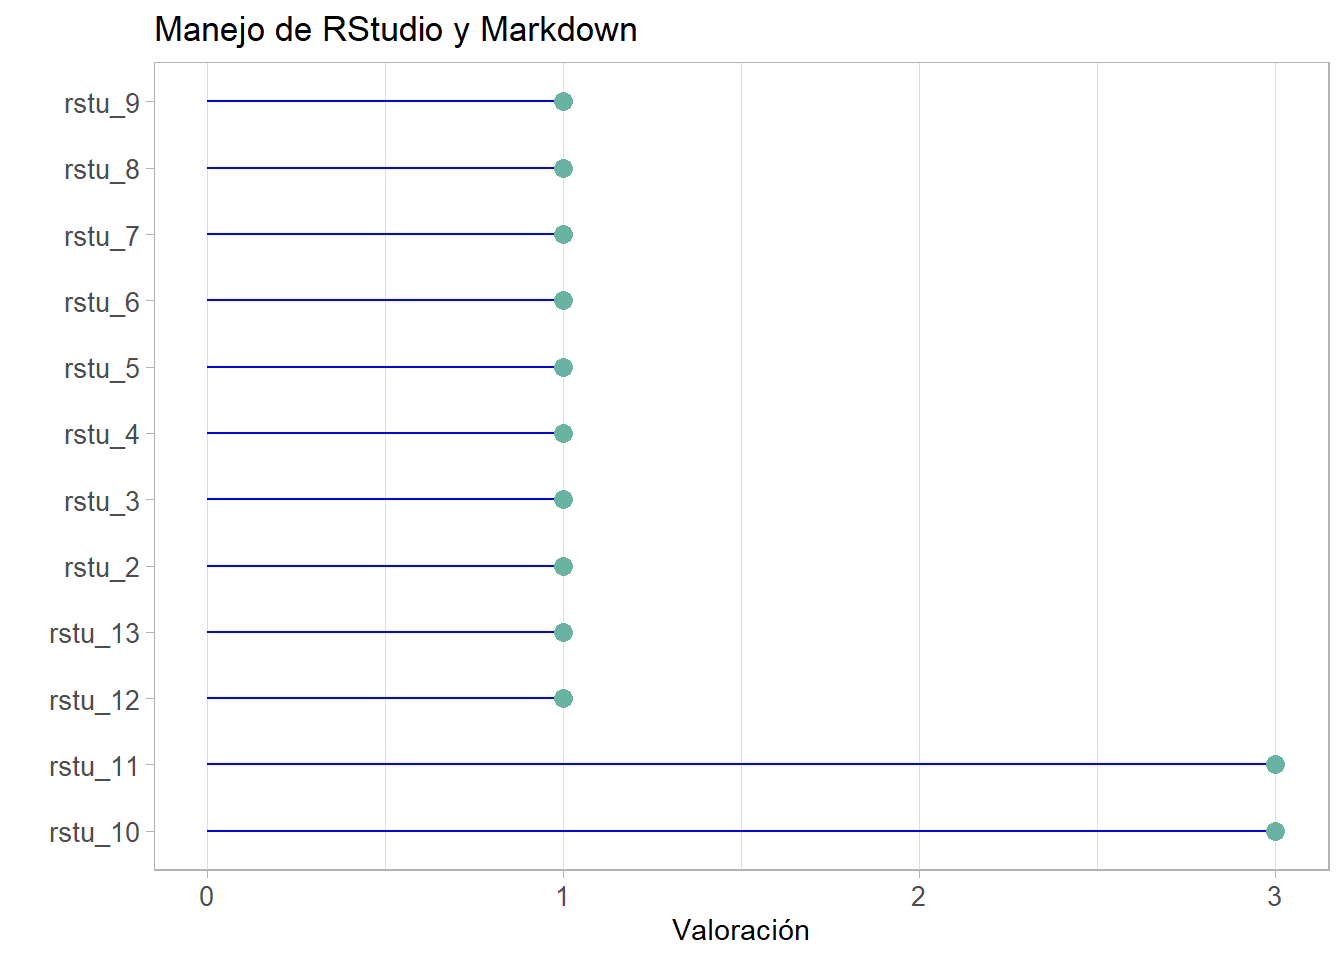 Manejo de RStudio y Markdown
rstu_9
rstu_8
rstu_7
rstu_6
rstu_5
rstu_4
rstu_3
rstu_2
rstu_13
rstu_12
rstu_11
rstu_10
0 1 2 3
Valoración